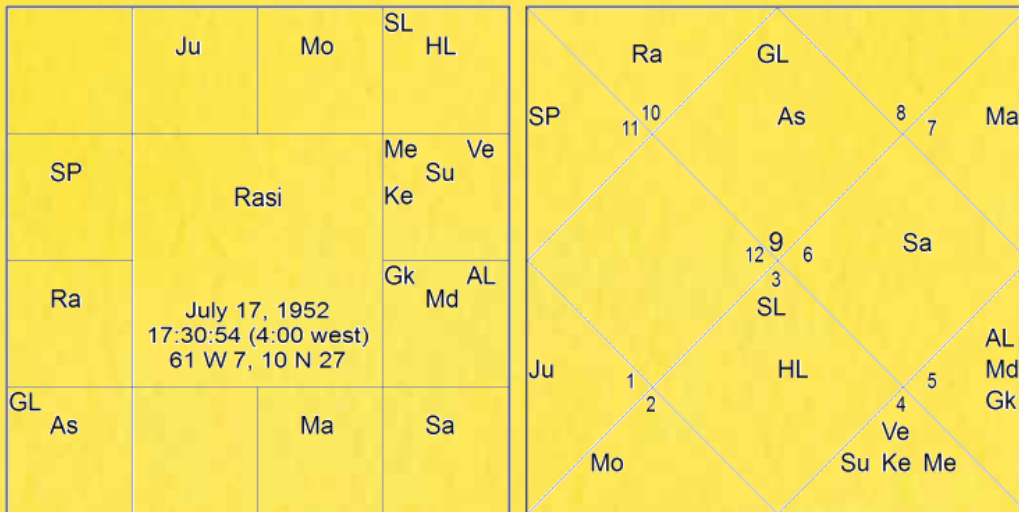 Ju Mo SL HL
SP Me Ve
Su
Ke
Rasi
Ra Gk AL
Md
July 17, 1952
17:30:54 (4:00 west)
61 W 7, 10 N 27
GL
As Ma Sa
Ra GL
SP As Ma
10 8
11 7
9
12 6
3
Sa
SL
AL
Ju HL Md
1 5
Gk
2 4
Ve
Mo Su Ke Me